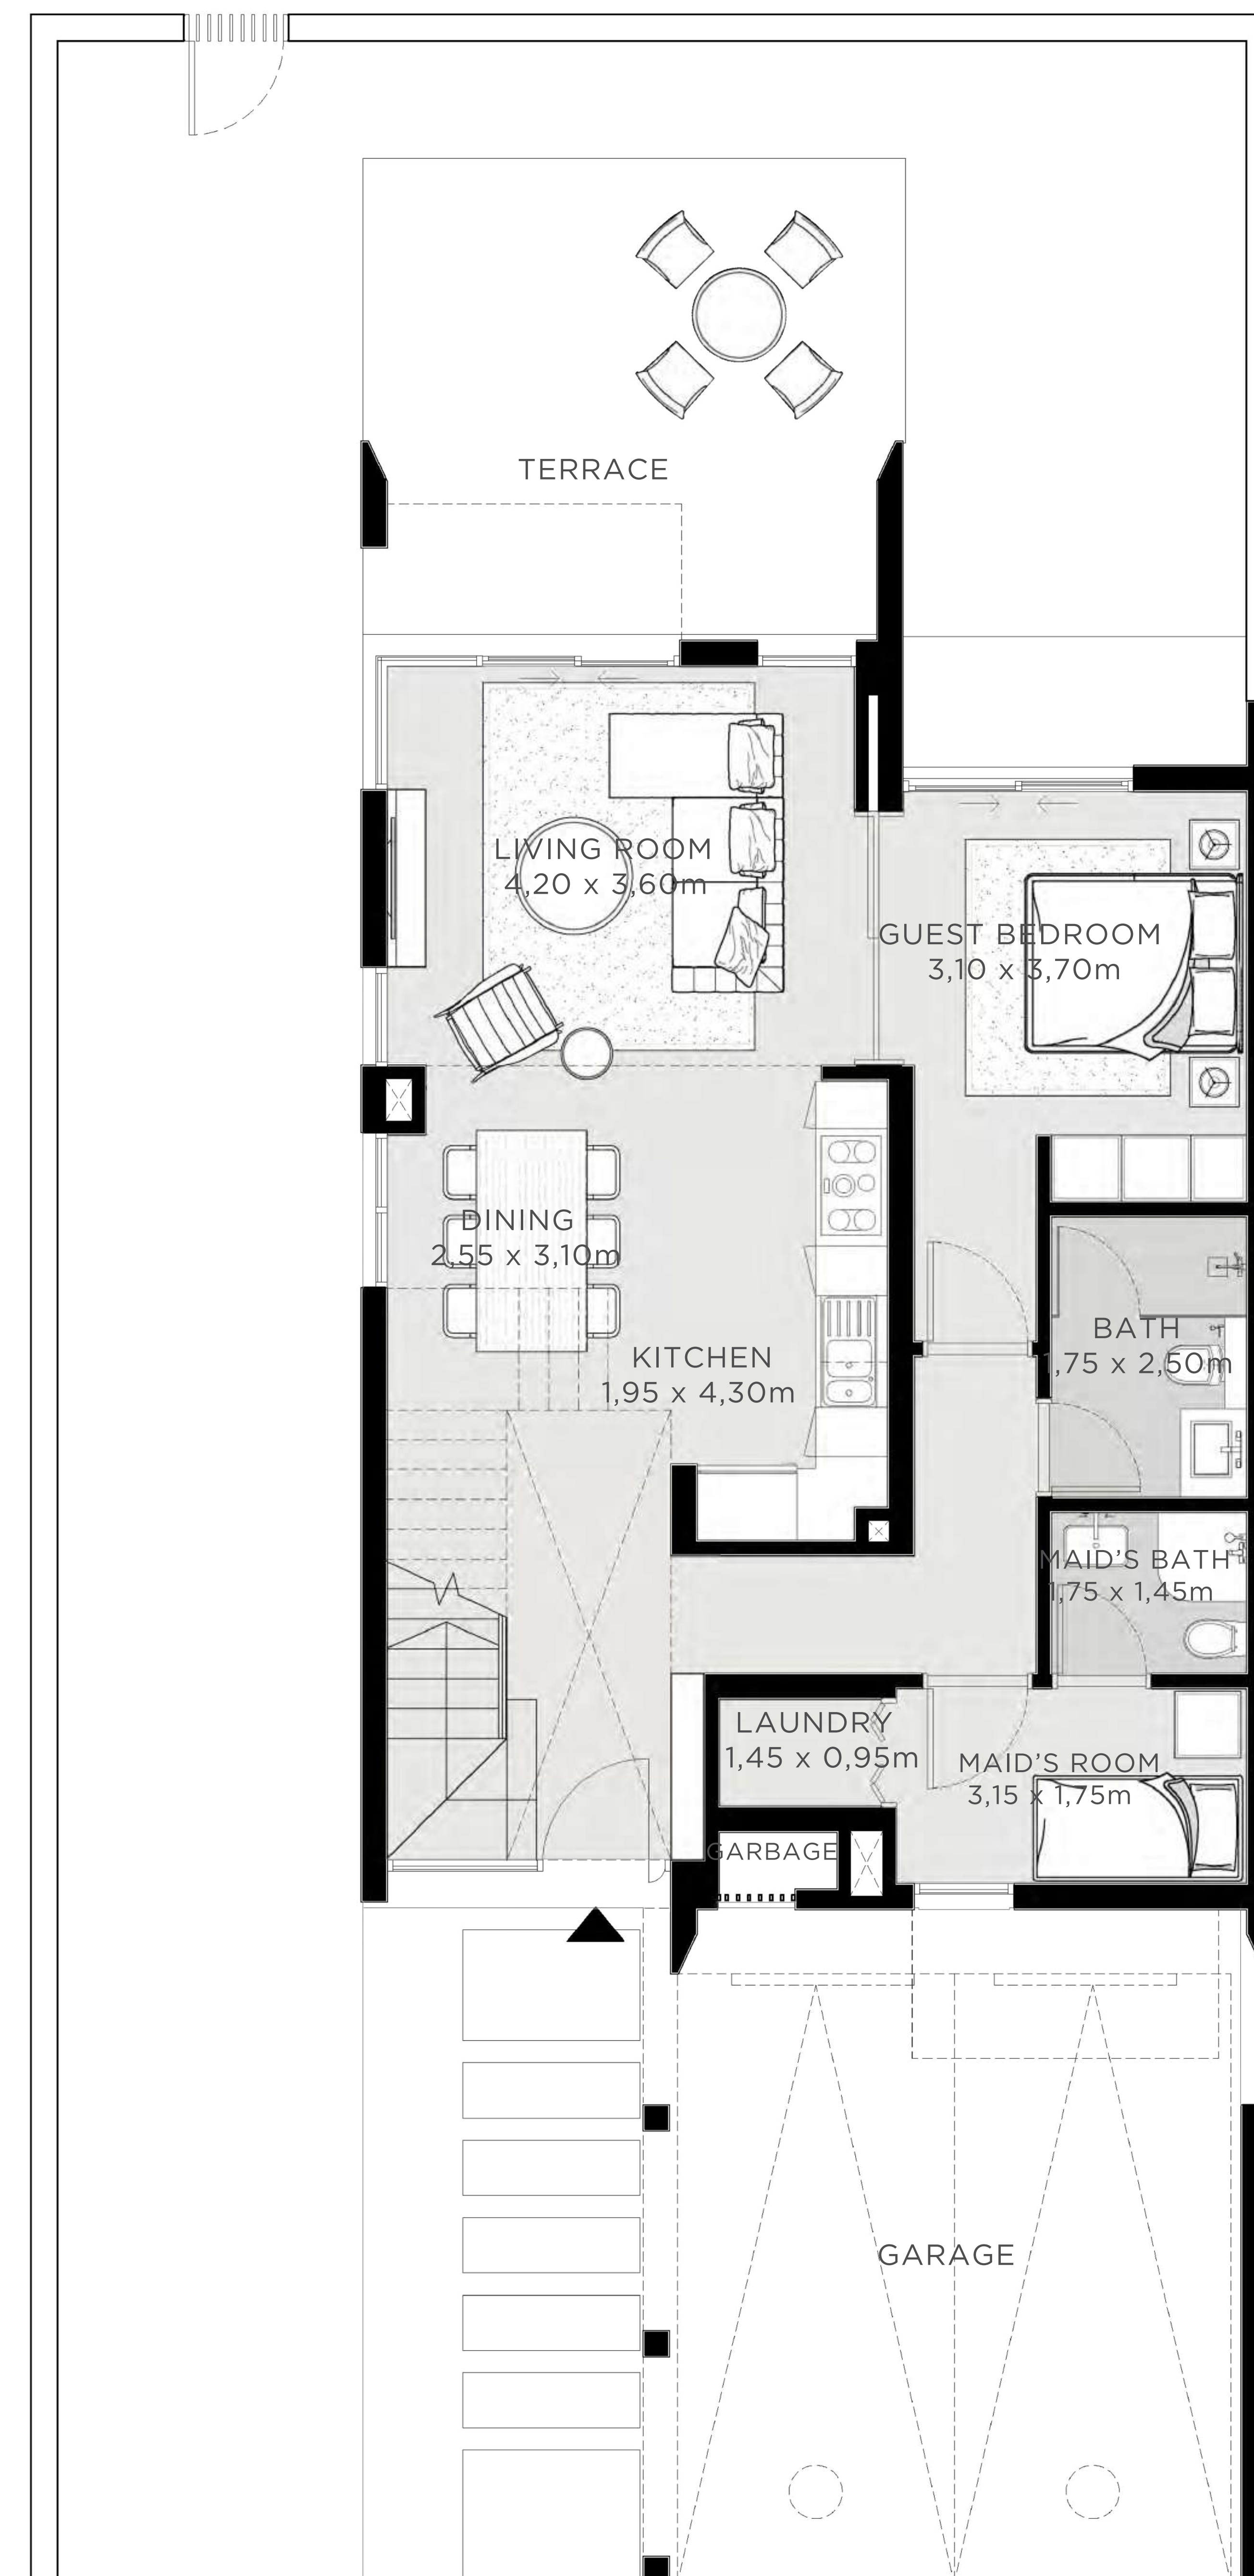 TERRACE
LIVING ROOM
4,20 x 3,60m
GUEST BEDROOM
3,10 x 3,70m
DINING
2,55 x 3,10m
KITCHEN
1,95 x 4,30m
BATH
1,75 x 2,50m
MAID'S BATH
1,75 x 1,45m
LAUNDRY
1,45 x 0,95m
MAID'S ROOM
3,15 x 1,75m
GARBAGE
GARAGE